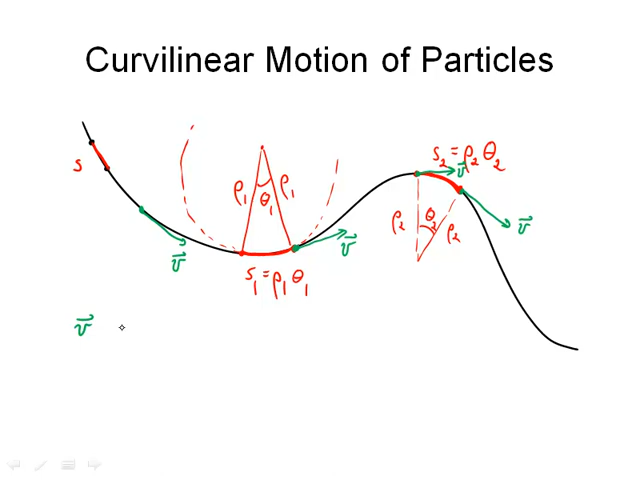 Curvilinear Motion of Particles
s
s₂ = ρ₂ θ₂
v⃗
ρ₁ θ₁ ρ₁
ρ₂ θ₂ ρ₂
v⃗
v⃗
v⃗
s₁ = ρ₁ θ₁
v⃗